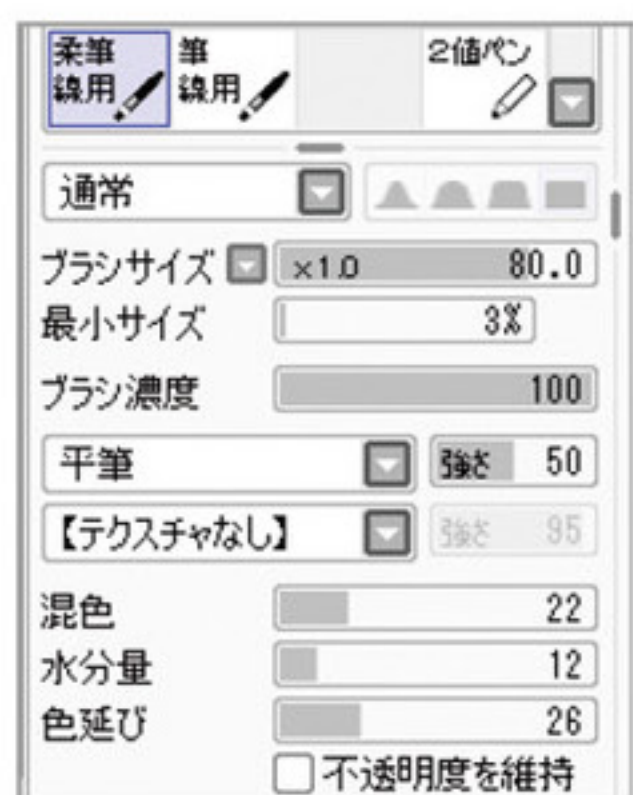 柔筆 筆 2値ペン
線用 線用
通常
ブラシサイズ ×1.0 80.0
最小サイズ 3%
ブラシ濃度 100
平筆 強さ 50
【テクスチャなし】 強さ 95
混色 22
水分量 12
色延び 26
不透明度を維持